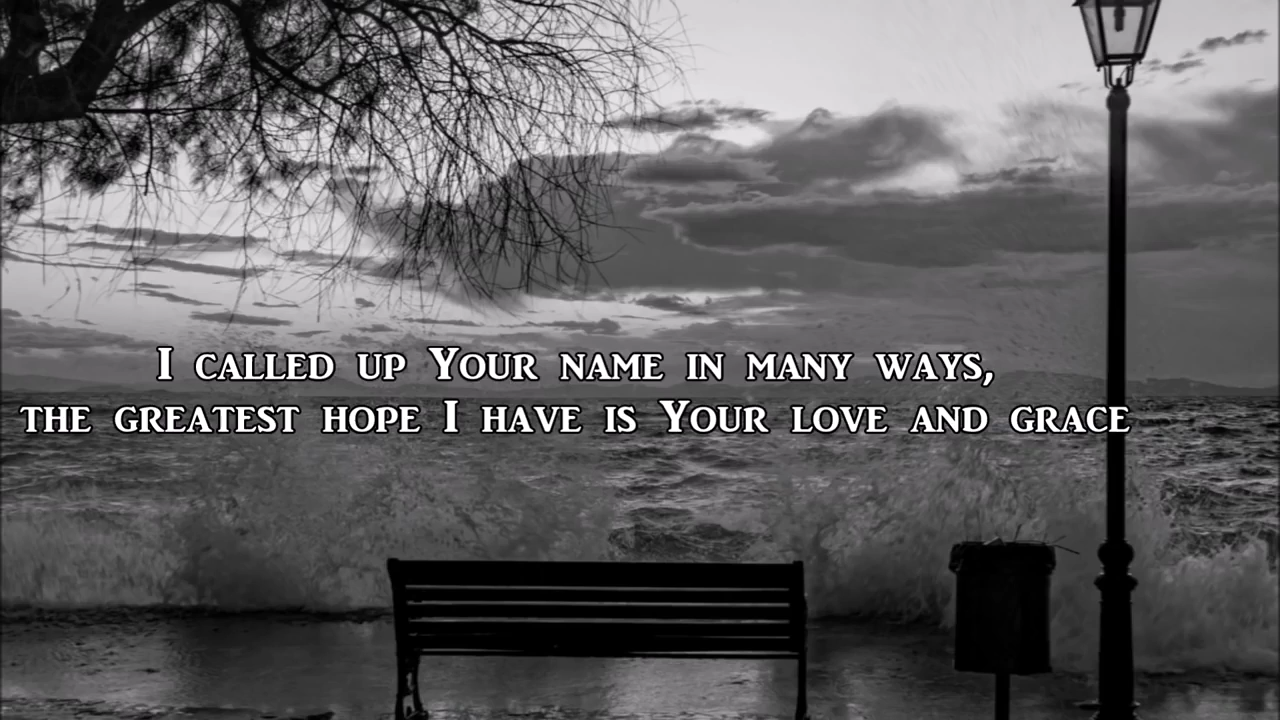 I called up Your name in many ways,
the greatest hope I have is Your love and grace